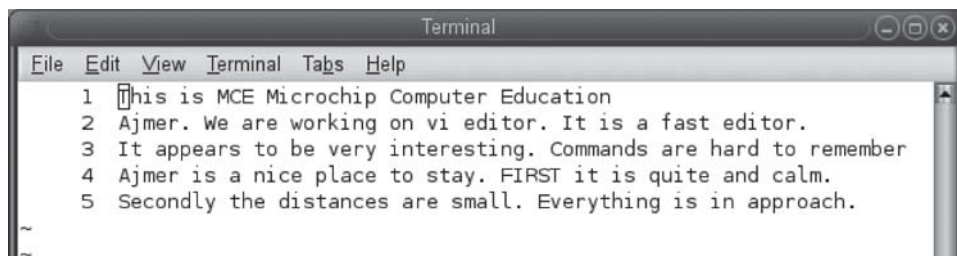 Terminal
File Edit View Terminal Tabs Help
1 This is MCE Microchip Computer Education
2 Ajmer. We are working on vi editor. It is a fast editor.
3 It appears to be very interesting. Commands are hard to remember
4 Ajmer is a nice place to stay. FIRST it is quite and calm.
5 Secondly the distances are small. Everything is in approach.
~
~